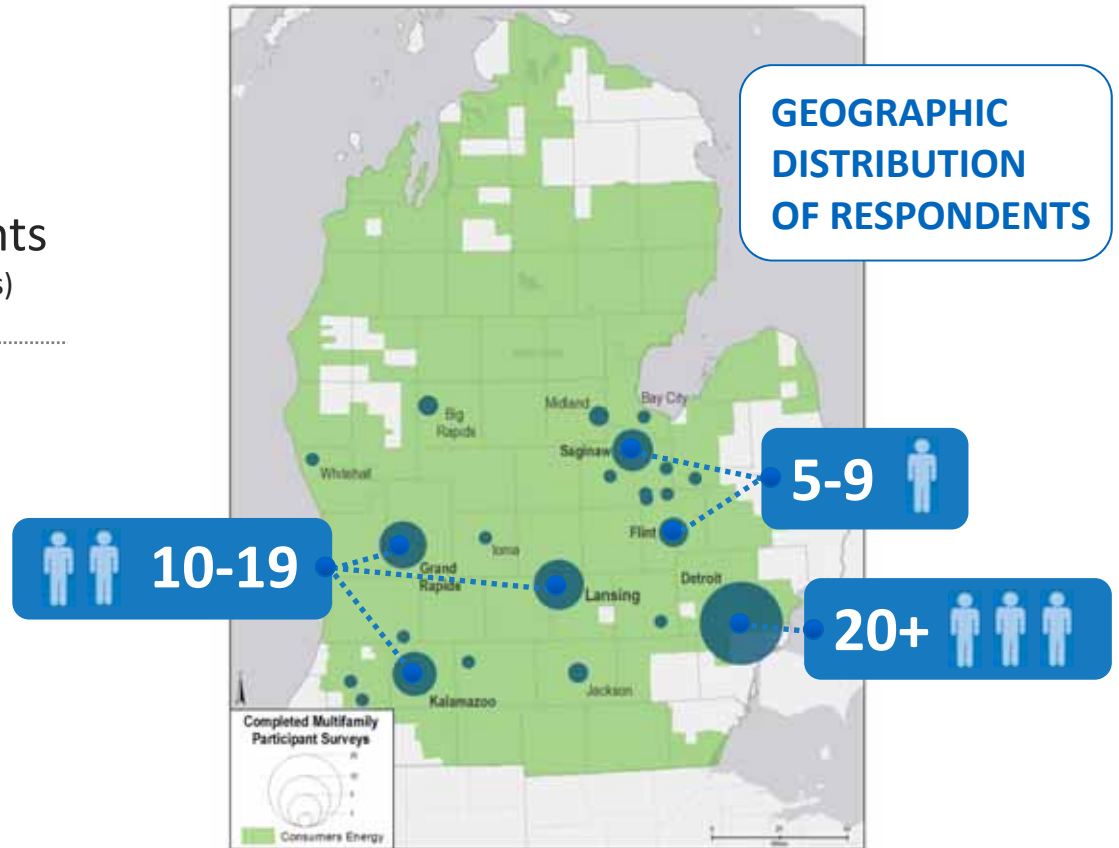 GEOGRAPHIC
DISTRIBUTION
OF RESPONDENTS
nts
s)
Big
Rapids
Midland
Bay City
Saginaw
Whitehall
5-9
Flint
10-19
Grand
Rapids
Ionia
Lansing
Detroit
20+
Kalamazoo
Jackson
Completed Multifamily
Participant Surveys
Consumers Energy